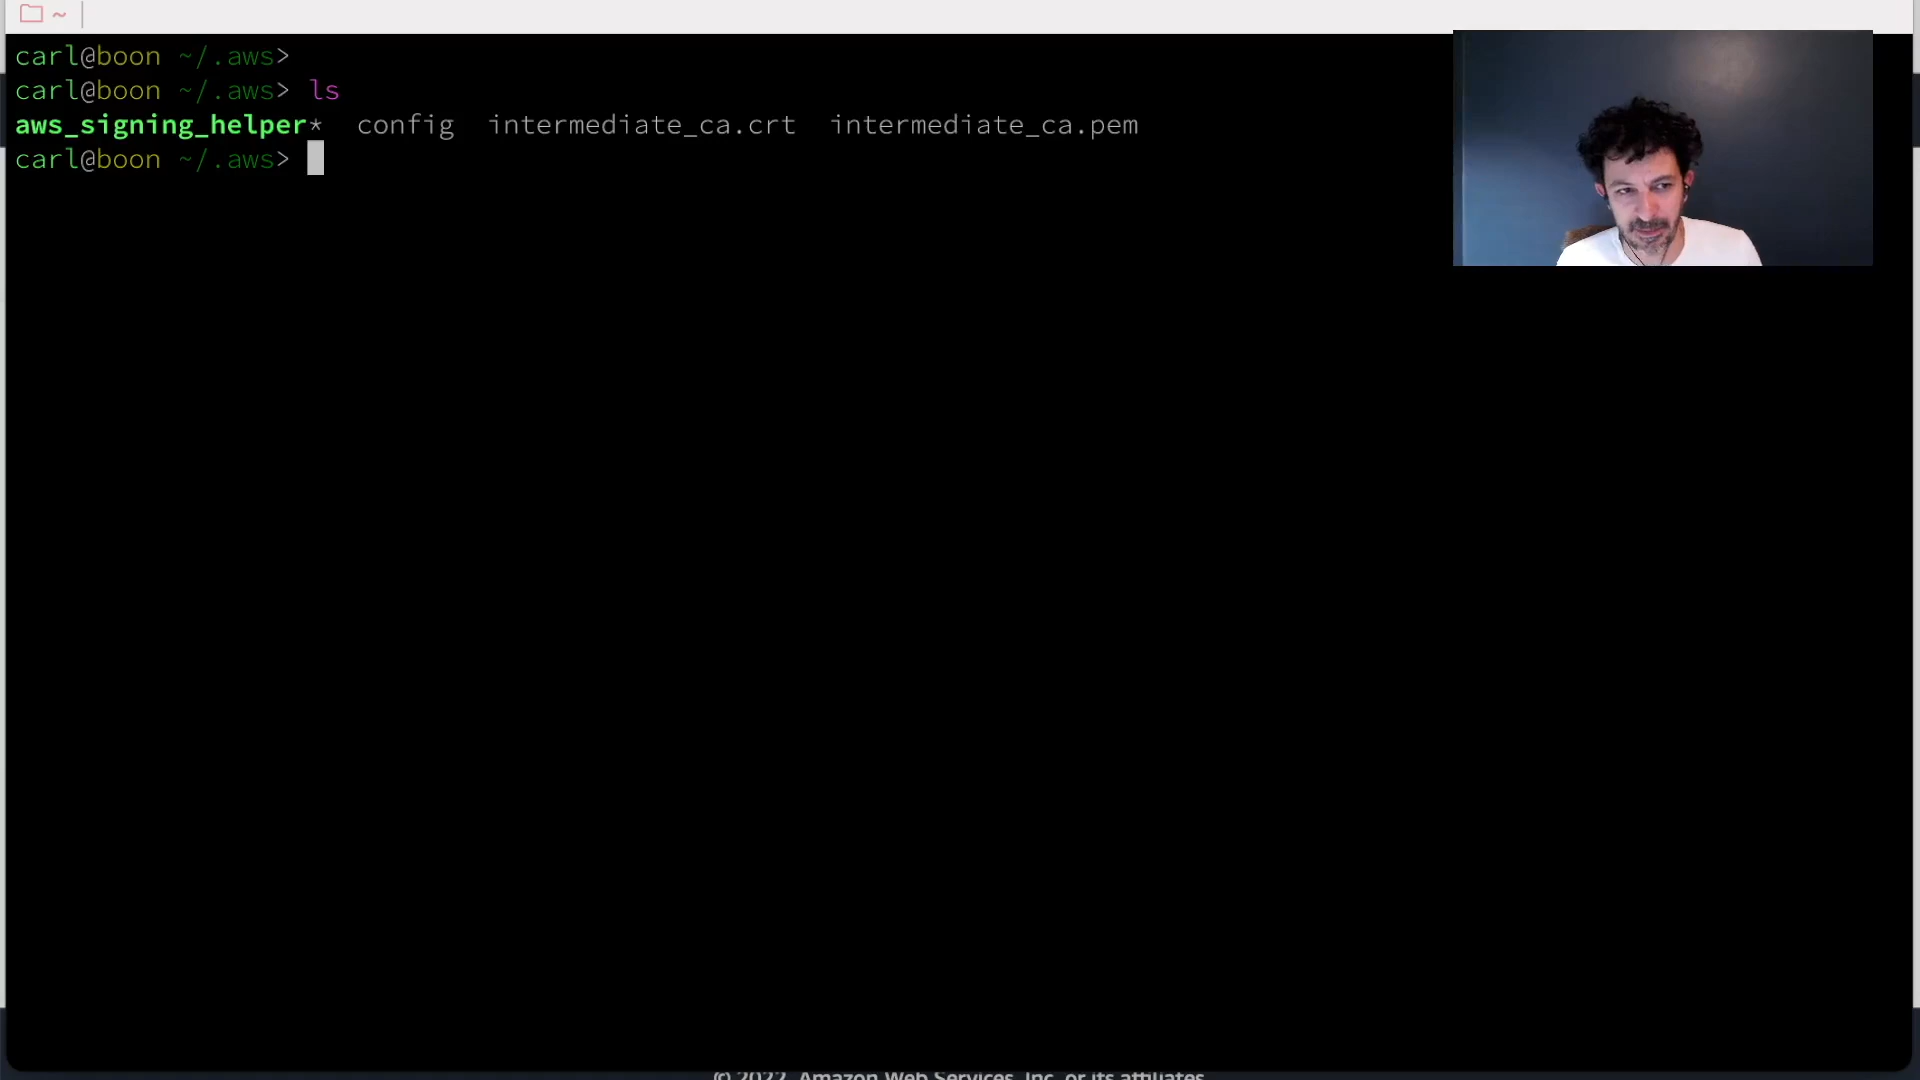 ~
carl@boon ~/.aws>
carl@boon ~/.aws> ls
aws_signing_helper*  config  intermediate_ca.crt  intermediate_ca.pem
carl@boon ~/.aws>
© 2022, Amazon Web Services, Inc. or its affiliates.